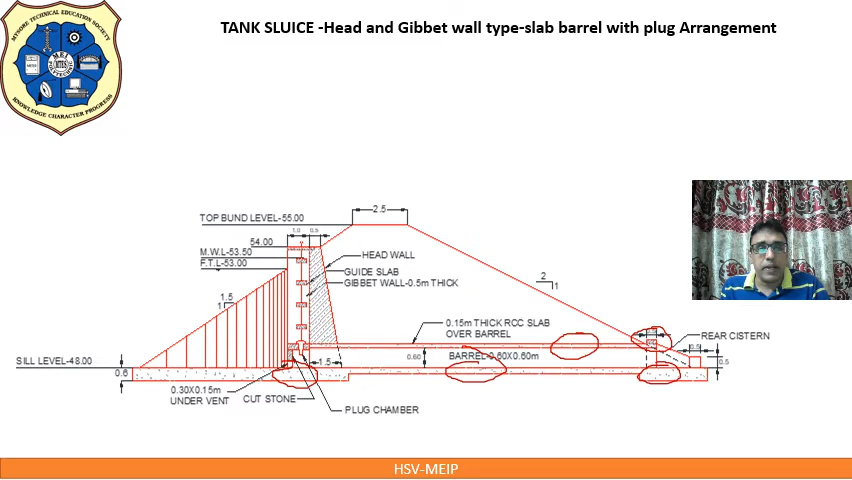 TANK SLUICE -Head and Gibbet wall type-slab barrel with plug Arrangement
MYSORE TECHNICAL EDUCATION SOCIETY
M.E.I
MTES
KNOWLEDGE CHARACTER PROGRESS
2.5
TOP BUND LEVEL-55.00
1.0
0.5
54.00
M.W.L-53.50
F.T.L-53.00
HEAD WALL
GUIDE SLAB
GIBBET WALL-0.5m THICK
2
1
1.5
1
0.15m THICK RCC SLAB
OVER BARREL
0.5
REAR CISTERN
0.5
0.5
SILL LEVEL-48.00
0.6
1.5
0.60
BARREL-0.60X0.60m
0.30X0.15m
UNDER VENT
CUT STONE
PLUG CHAMBER
HSV-MEIP